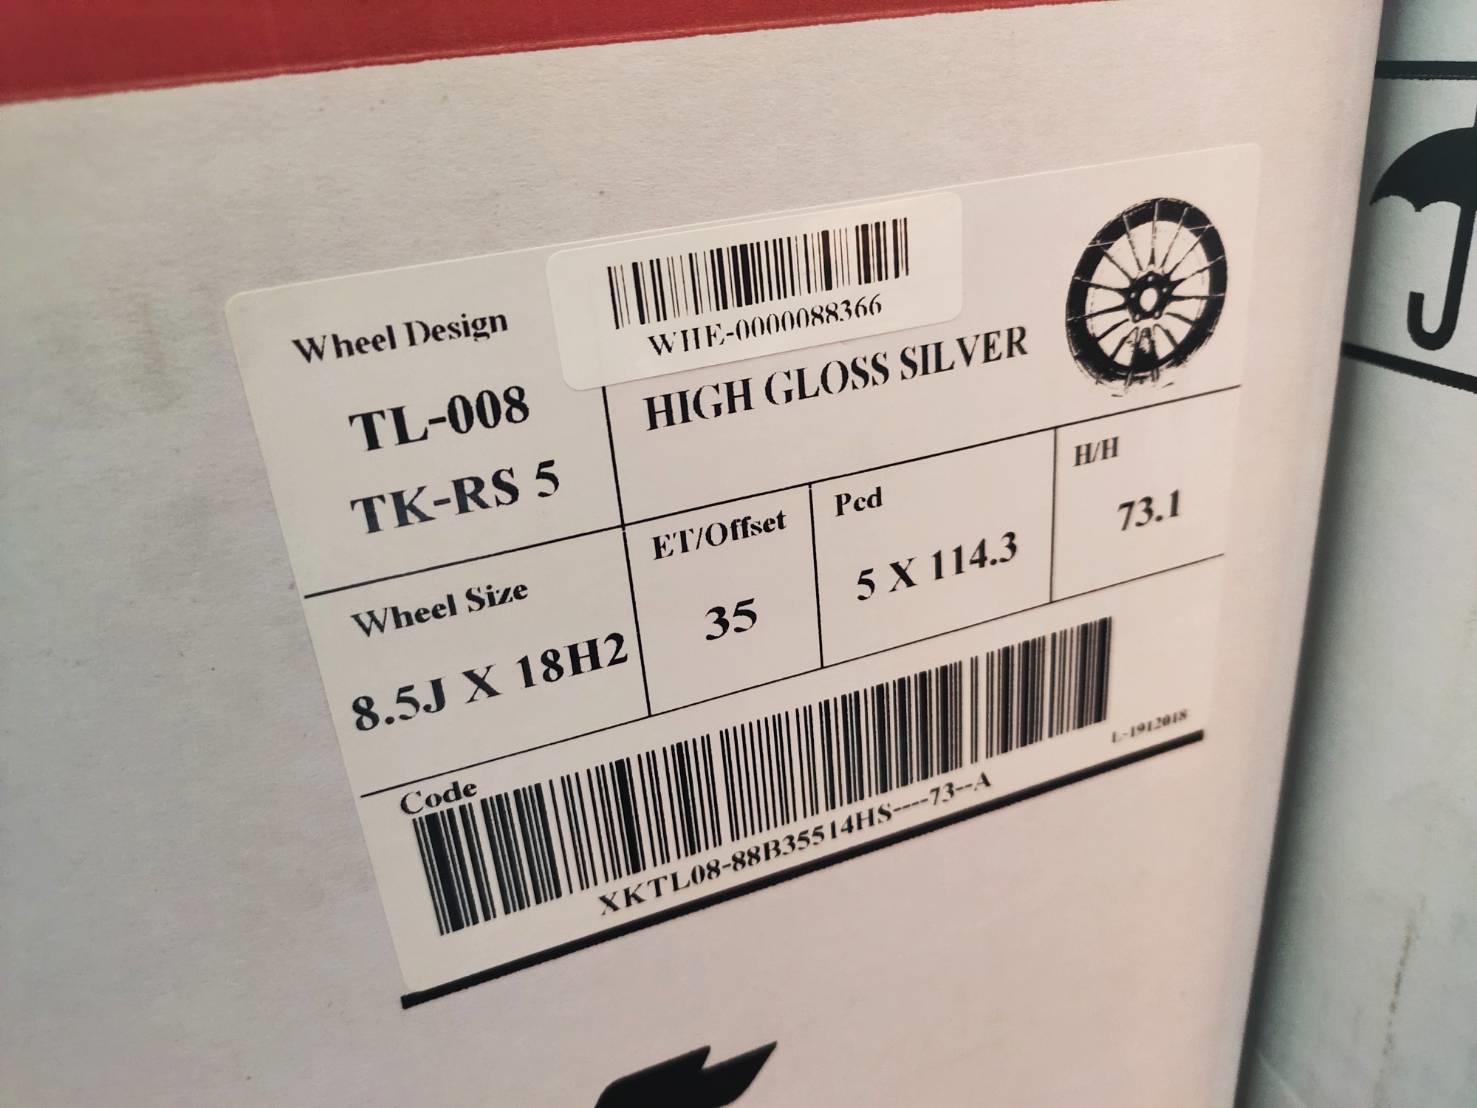 WHE-0000088366
Wheel Design
TL-008
TK-RS 5
HIGH GLOSS SILVER
Wheel Size
8.5J X 18H2
ET/Offset
35
Pcd
5 X 114.3
H/H
73.1
Code
XKTL08-88B35514HS----73--A
L-1912018